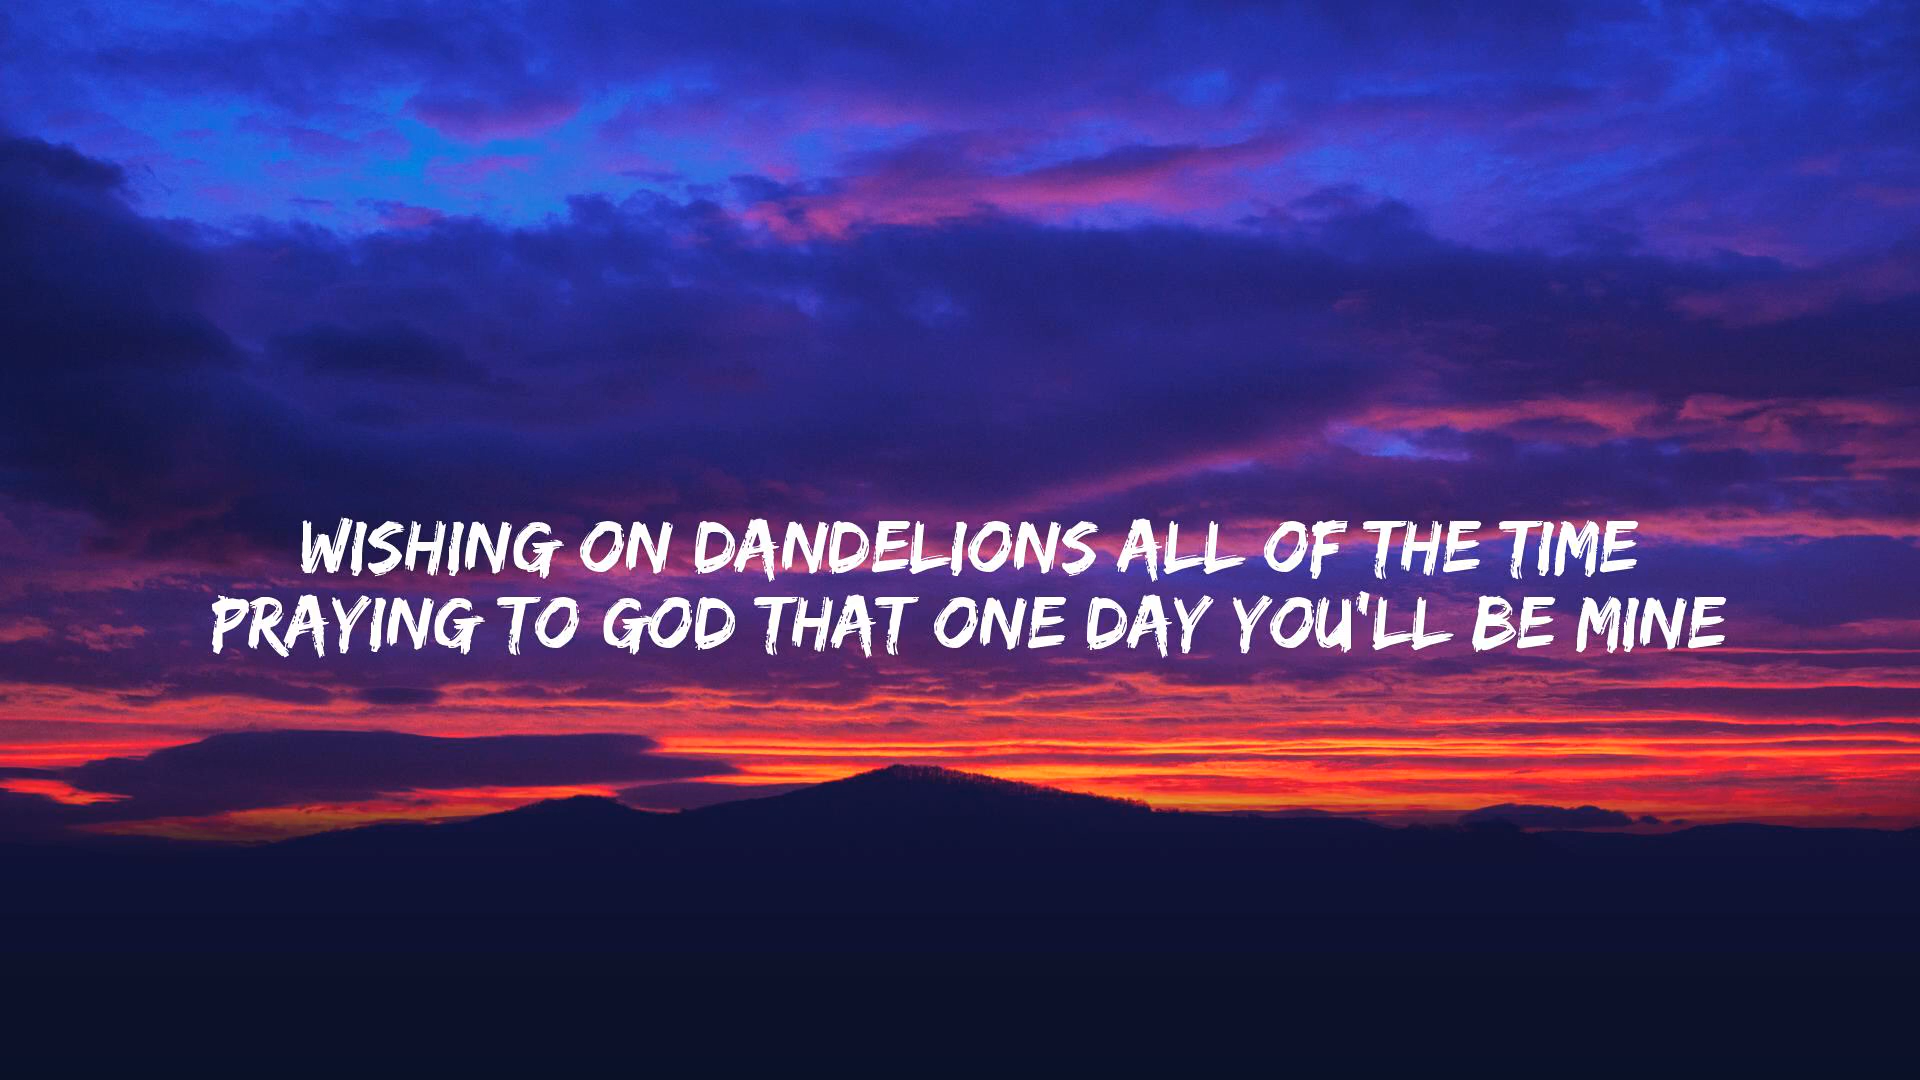 WISHING ON DANDELIONS ALL OF THE TIME
PRAYING TO GOD THAT ONE DAY YOU'LL BE MINE